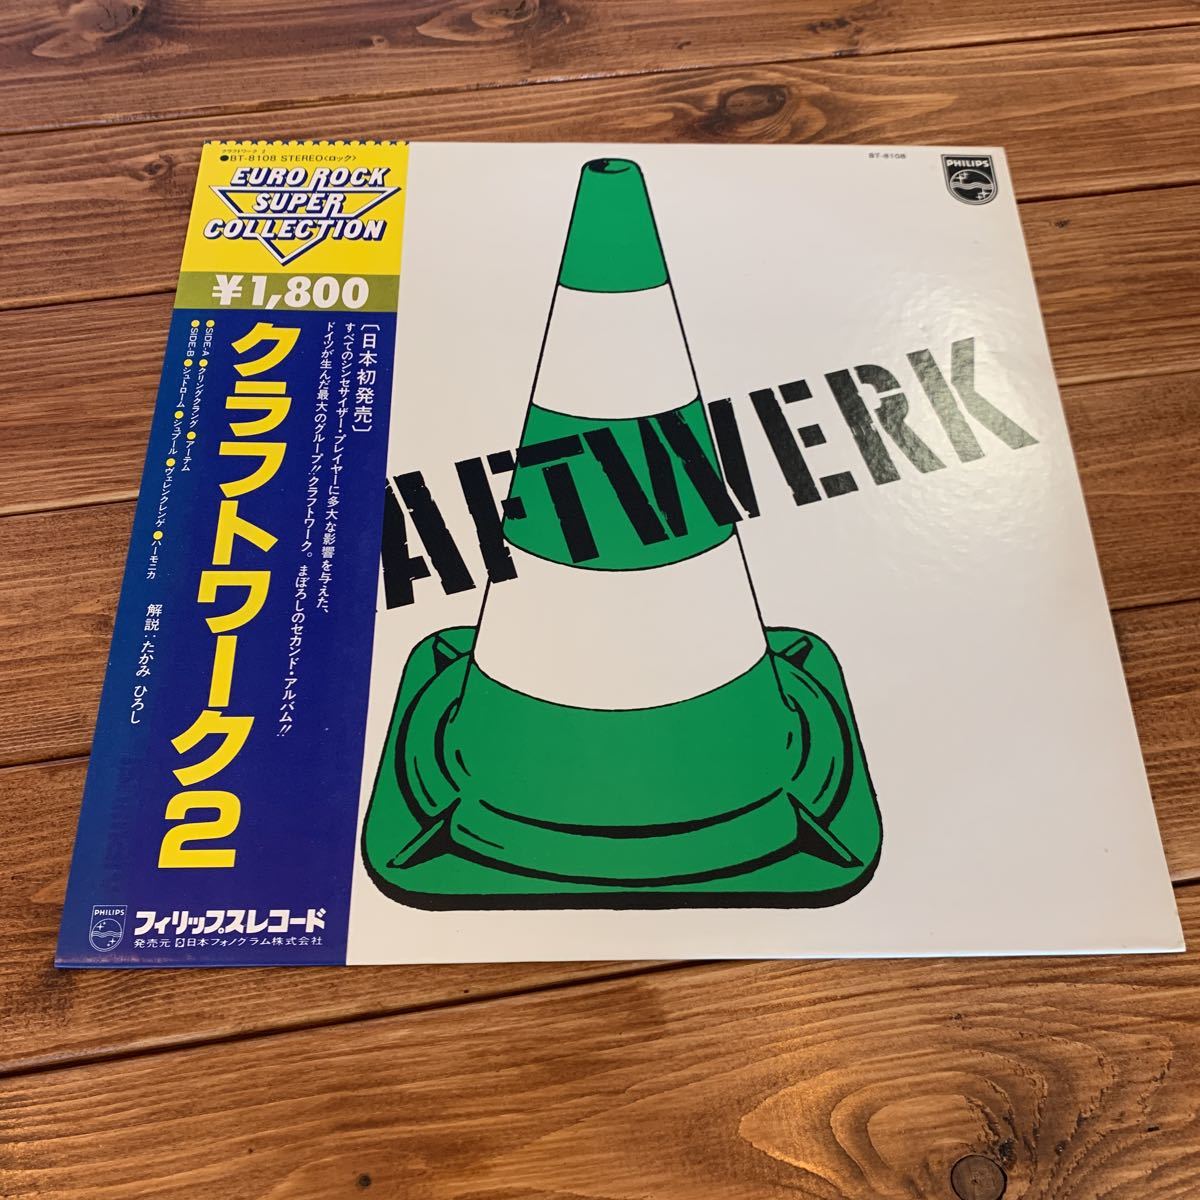 クラフトワーク 2
●BT-8108 STEREO〈ロック〉
EURO ROCK
SUPER
COLLECTION
¥1,800
〔日本初発売〕
すべてのシンセサイザー・プレイヤーに多大な影響を与えた、
ドイツが生んだ最大のグループ!!クラフトワーク。まぼろしのセカンド・アルバム!!
クラフトワーク2
●SIDE-A ●クリングクラング ●アーテム
●SIDE-B ●シュトローム ●シュプール ●ヴェレンクレンゲ ●ハーモニカ
解説:たかみ ひろし
PHILIPS
フィリップスレコード
発売元 日本フォノグラム株式会社
BT-8108
PHILIPS
AFTWERK